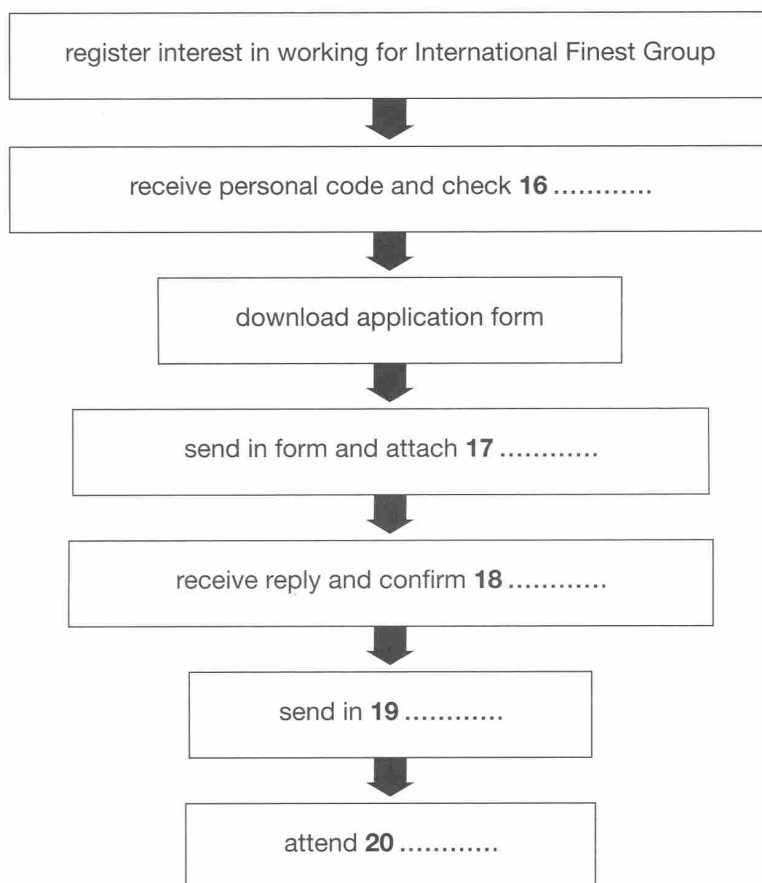 register interest in working for International Finest Group
receive personal code and check 16 ............
download application form
send in form and attach 17 ............
receive reply and confirm 18 ............
send in 19 ............
attend 20 ............